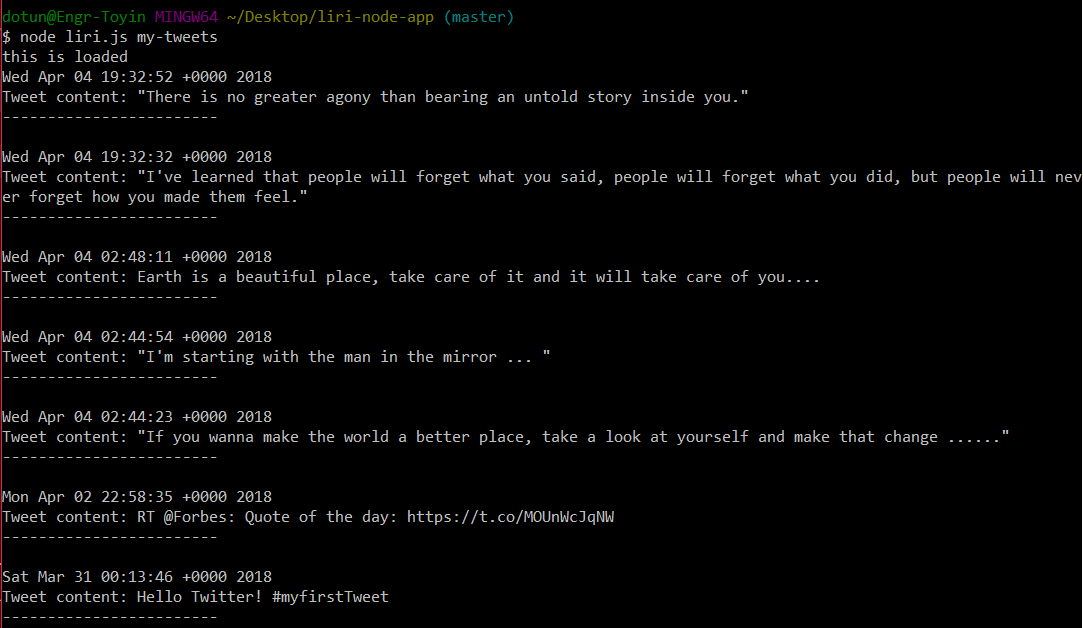 dotun@Engr-Toyin MINGW64 ~/Desktop/liri-node-app (master)
$ node liri.js my-tweets
this is loaded
Wed Apr 04 19:32:52 +0000 2018
Tweet content: "There is no greater agony than bearing an untold story inside you."
------------------------
Wed Apr 04 19:32:32 +0000 2018
Tweet content: "I've learned that people will forget what you said, people will forget what you did, but people will nev
er forget how you made them feel."
------------------------
Wed Apr 04 02:48:11 +0000 2018
Tweet content: Earth is a beautiful place, take care of it and it will take care of you....
------------------------
Wed Apr 04 02:44:54 +0000 2018
Tweet content: "I'm starting with the man in the mirror ... "
------------------------
Wed Apr 04 02:44:23 +0000 2018
Tweet content: "If you wanna make the world a better place, take a look at yourself and make that change ......"
------------------------
Mon Apr 02 22:58:35 +0000 2018
Tweet content: RT @Forbes: Quote of the day: https://t.co/MOUnWcJqNW
------------------------
Sat Mar 31 00:13:46 +0000 2018
Tweet content: Hello Twitter! #myfirstTweet
------------------------